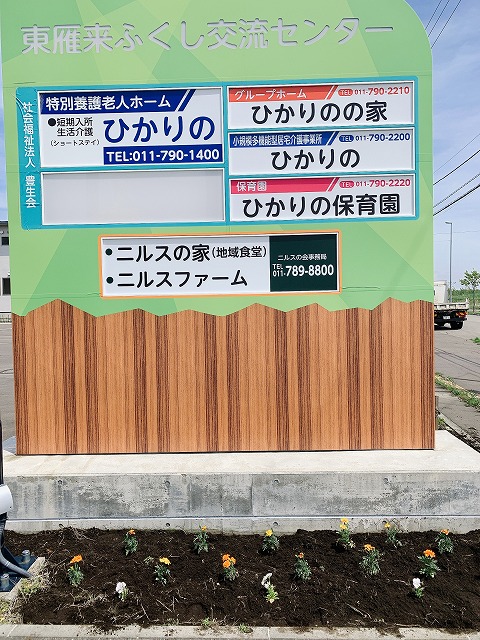 東雁来ふくし交流センター
社会福祉法人 豊生会
特別養護老人ホーム
●短期入所
生活介護
(ショートステイ)
ひかりの
TEL:011-790-1400
グループホーム TEL 011-790-2210
ひかりのの家
小規模多機能型居宅介護事業所 TEL 011-790-2200
ひかりの
保育園 TEL 011-790-2220
ひかりの保育園
●ニルスの家(地域食堂)
●ニルスファーム
ニルスの会事務局
TEL 011-789-8800